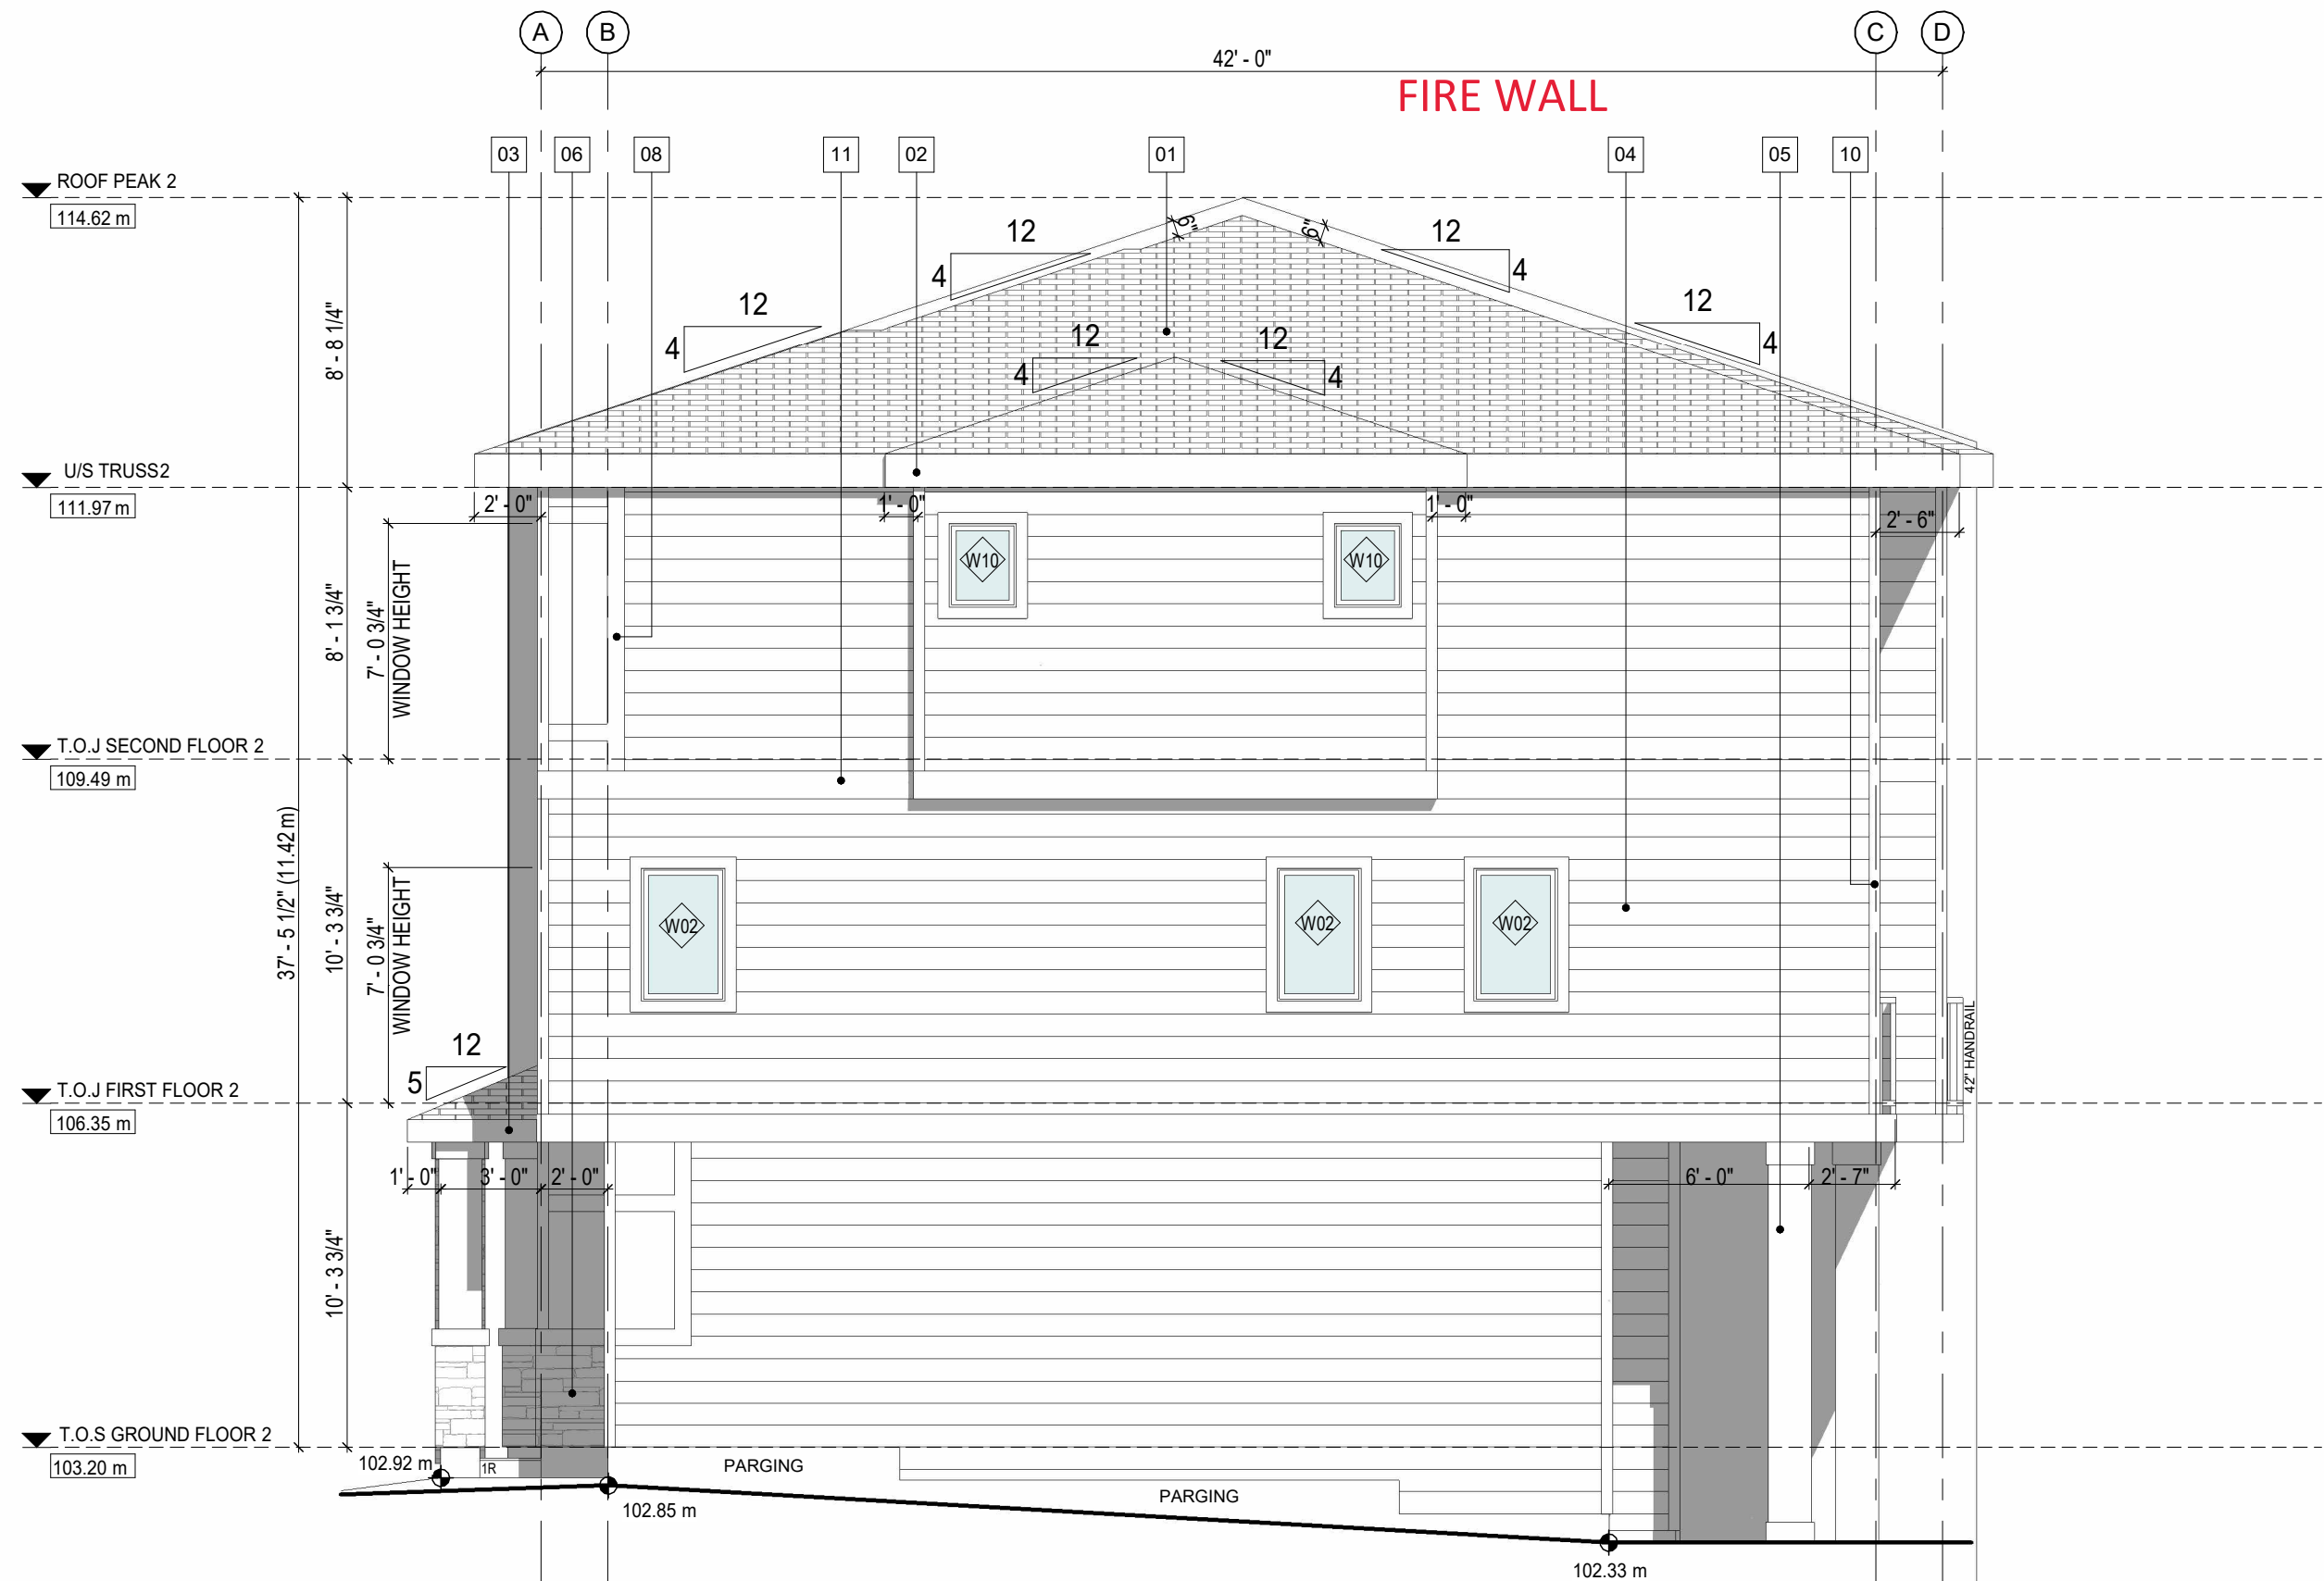 A B C D
42' - 0"
FIRE WALL
03 06 08 11 02 01 04 05 10
ROOF PEAK 2
114.62 m
6" 6"
12 12
4 4
12 12
4 4
12 12
4 4
8' - 8 1/4"
U/S TRUSS2
111.97 m
2' - 0" 1' - 0" 1' - 0" 2' - 6"
W10 W10
8' - 1 3/4"
7' - 0 3/4"
WINDOW HEIGHT
T.O.J SECOND FLOOR 2
109.49 m
37' - 5 1/2" (11.42 m)
10' - 3 3/4"
7' - 0 3/4"
WINDOW HEIGHT
W02 W02 W02
42" HANDRAIL
12
5
T.O.J FIRST FLOOR 2
106.35 m
1' - 0" 3' - 0" 2' - 0" 6' - 0" 2' - 7"
10' - 3 3/4"
T.O.S GROUND FLOOR 2
103.20 m
102.92 m
1R
PARGING
PARGING
102.85 m
102.33 m